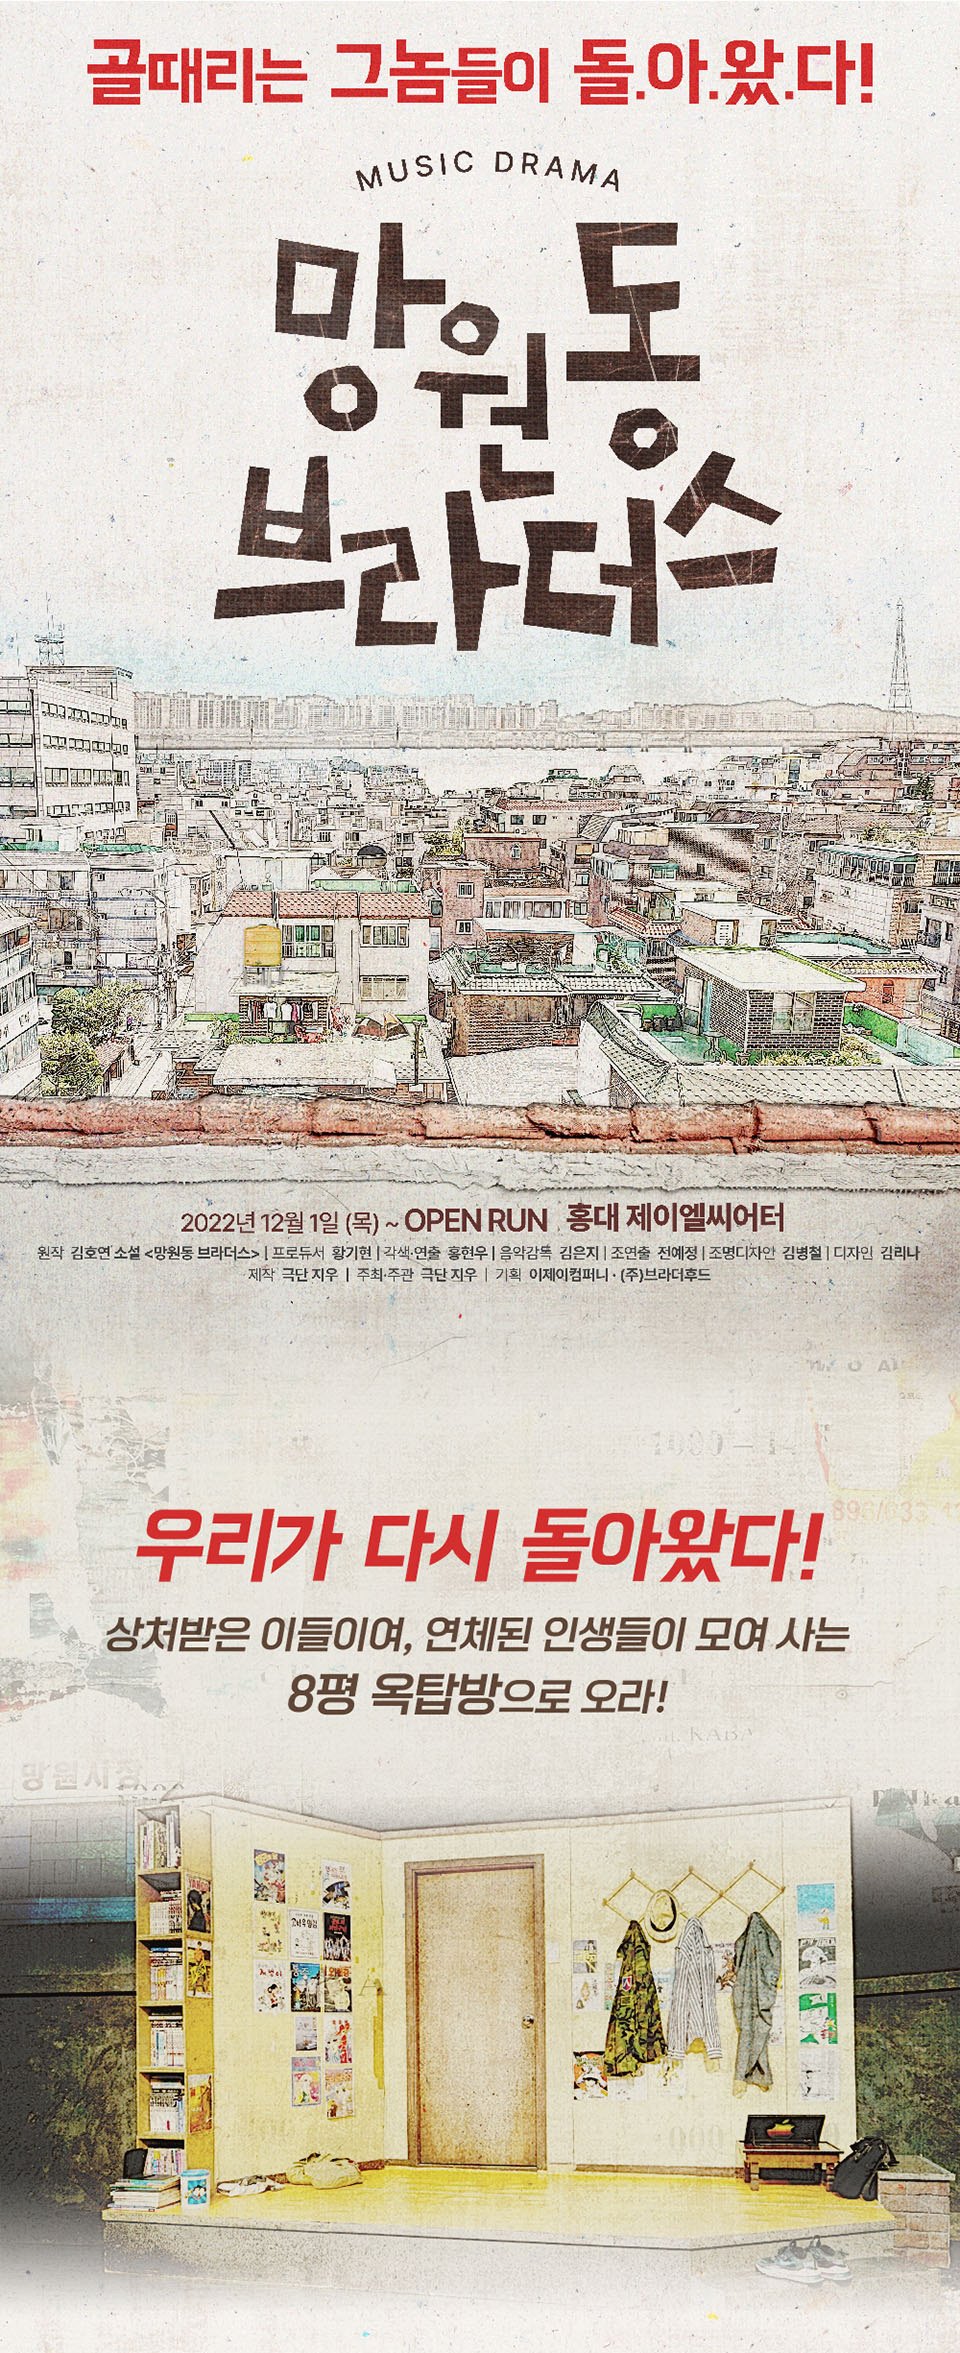 골때리는 그놈들이 돌.아.왔.다!
MUSIC DRAMA
망원동
브라더스
2022년 12월 1일 (목) ~ OPEN RUN 홍대 제이엘씨어터
원작 김호연 소설 <망원동 브라더스> | 프로듀서 황기현 | 각색·연출 홍현우 | 음악감독 김은지 | 조연출 전예정 | 조명디자인 김병철 | 디자인 김리나
제작 극단 지우 | 주최·주관 극단 지우 | 기획 이제이컴퍼니 · (주)브라더후드
우리가 다시 돌아왔다!
상처받은 이들이여, 연체된 인생들이 모여 사는
8평 옥탑방으로 오라!
망원시장